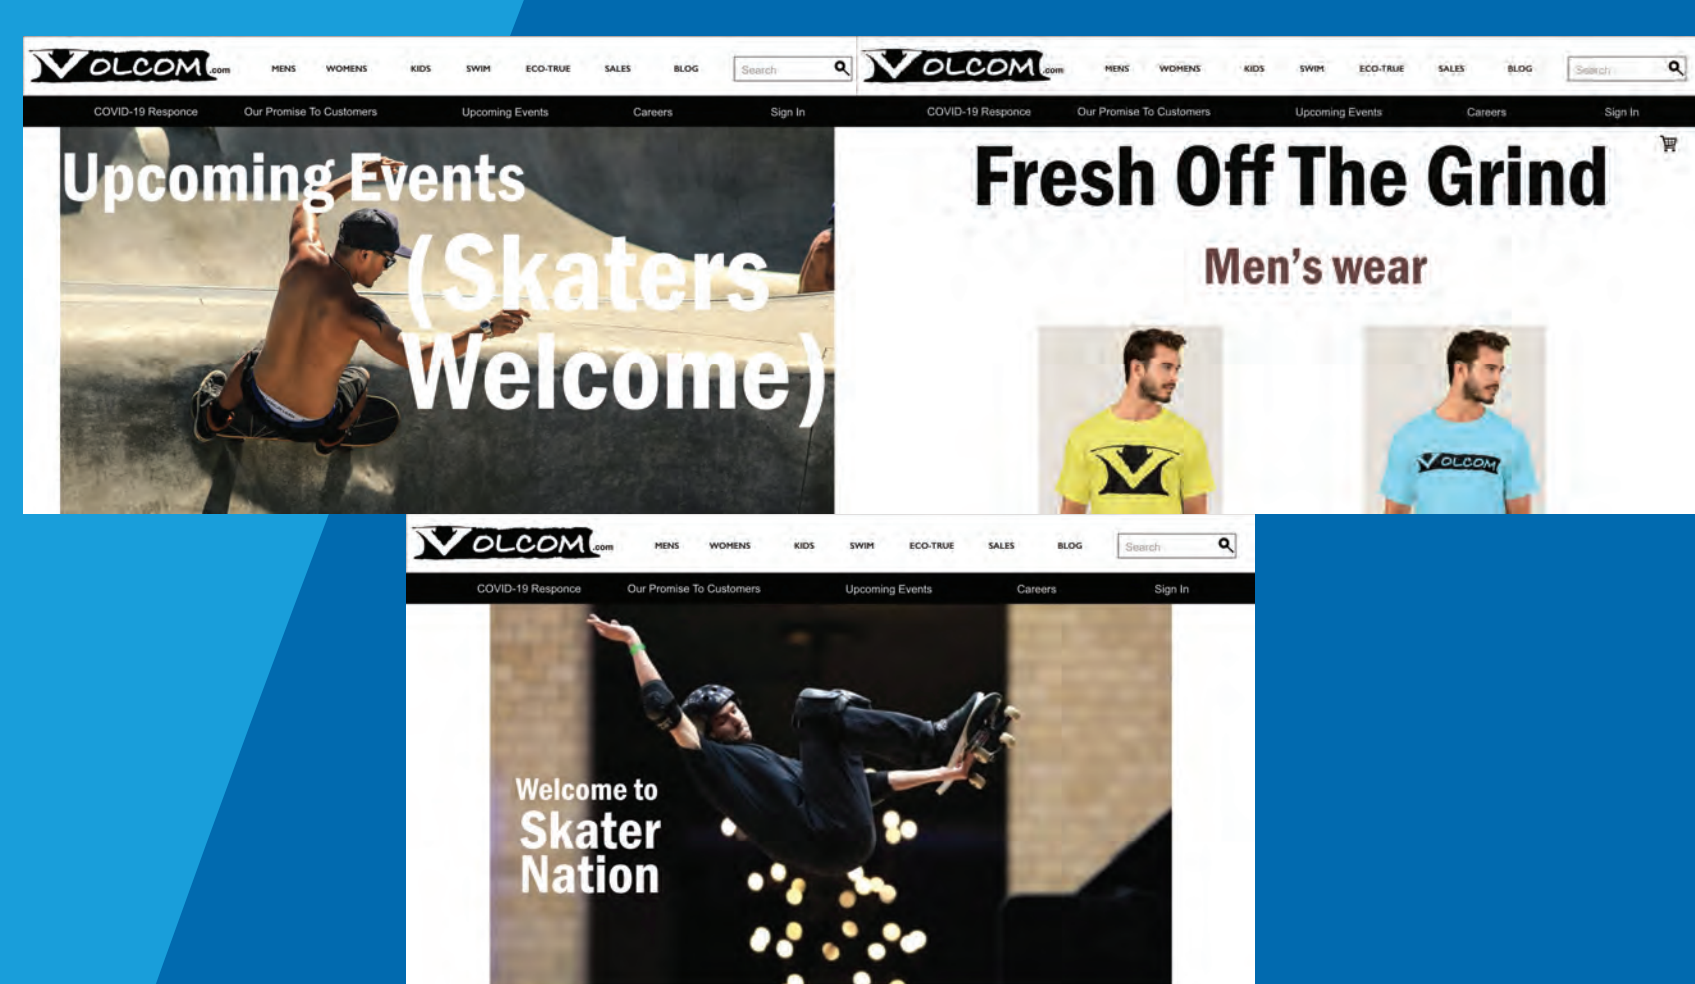 VOLCOM.com MENS WOMENS KIDS SWIM ECO-TRUE SALES BLOG Search
COVID-19 Responce Our Promise To Customers Upcoming Events Careers Sign In
Upcoming Events
(Skaters
Welcome)
VOLCOM.com MENS WOMENS KIDS SWIM ECO-TRUE SALES BLOG Search
COVID-19 Responce Our Promise To Customers Upcoming Events Careers Sign In
Fresh Off The Grind
Men's wear
VOLCOM
VOLCOM.com MENS WOMENS KIDS SWIM ECO-TRUE SALES BLOG Search
COVID-19 Responce Our Promise To Customers Upcoming Events Careers Sign In
Welcome to
Skater
Nation